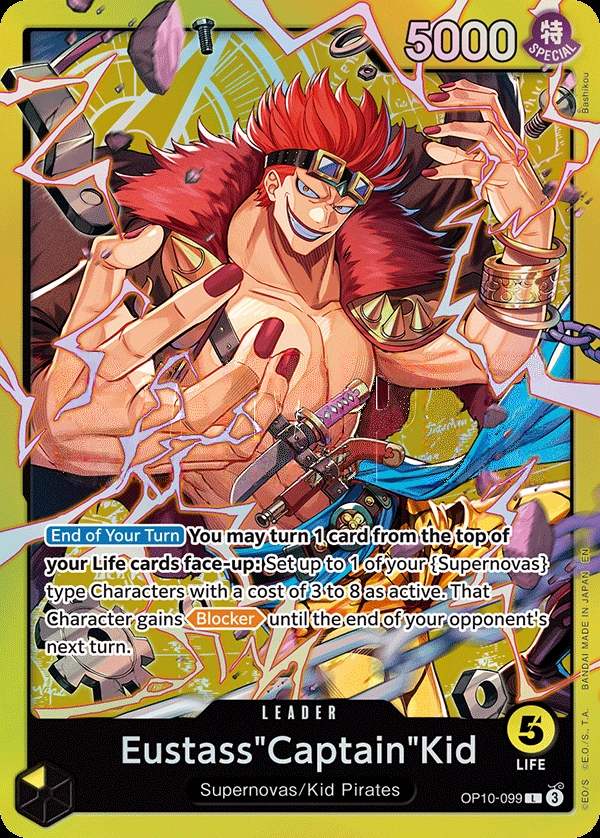 5000
特
SPECIAL
Bashikou
End of Your Turn You may turn 1 card from the top of
your Life cards face-up: Set up to 1 of your {Supernovas}
type Characters with a cost of 3 to 8 as active. That
Character gains Blocker until the end of your opponent's
next turn.
LEADER
Eustass"Captain"Kid
Supernovas/Kid Pirates
5
LIFE
OP10-099 L 3
©E.O/S ©E.O./S., T.A. BANDAI MADE IN JAPAN EN